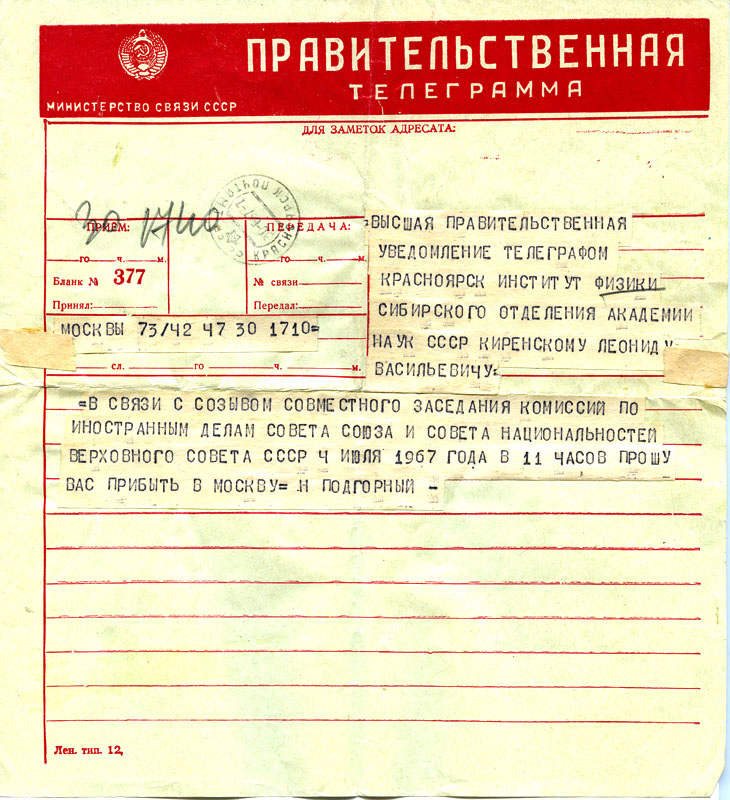 ПРАВИТЕЛЬСТВЕННАЯ
ТЕЛЕГРАММА
МИНИСТЕРСТВО СВЯЗИ СССР
ДЛЯ ЗАМЕТОК АДРЕСАТА:
ПРИЕМ:
ПЕРЕДАЧА:
го ч. м.
го ч. м.
Бланк № 377
№ связи
Принял:
Передал:
МОСКВЫ 73/42 47 30 1710=
сл. го ч. м.
=ВЫСШАЯ ПРАВИТЕЛЬСТВЕННАЯ
УВЕДОМЛЕНИЕ ТЕЛЕГРАФОМ
КРАСНОЯРСК ИНСТИТУТ ФИЗИКИ
СИБИРСКОГО ОТДЕЛЕНИЯ АКАДЕМИИ
НАУК СССР КИРЕНСКОМУ ЛЕОНИДУ
ВАСИЛЬЕВИЧУ=
=В СВЯЗИ С СОЗЫВОМ СОВМЕСТНОГО ЗАСЕДАНИЯ КОМИССИЙ ПО
ИНОСТРАННЫМ ДЕЛАМ СОВЕТА СОЮЗА И СОВЕТА НАЦИОНАЛЬНОСТЕЙ
ВЕРХОВНОГО СОВЕТА СССР 4 ИЮЛЯ 1967 ГОДА В 11 ЧАСОВ ПРОШУ
ВАС ПРИБЫТЬ В МОСКВУ= Н ПОДГОРНЫЙ -
Лен. тип. 12,